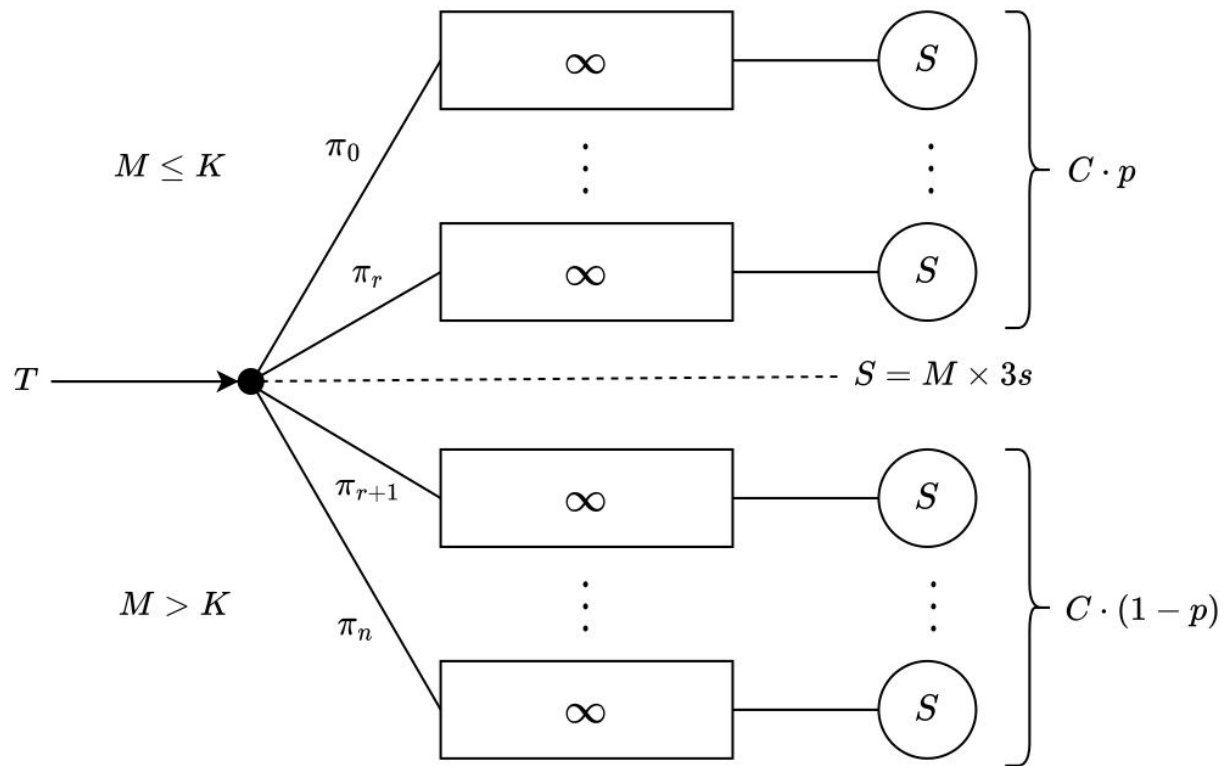 ∞ S
π₀
M ≤ K
⋮ ⋮
C · p
π_r
∞ S
T
S = M × 3s
π_{r+1}
∞ S
M > K
⋮ ⋮
C · (1 − p)
π_n
∞ S